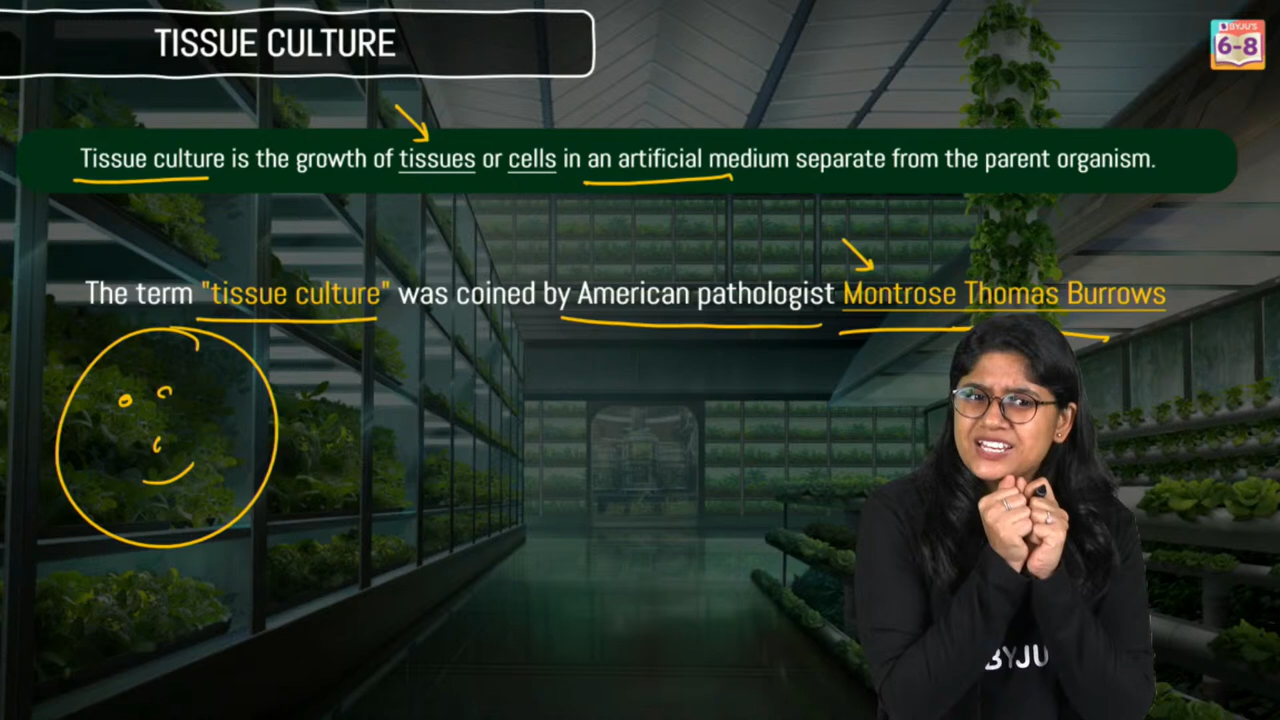 TISSUE CULTURE
BYJU'S
6-8
Tissue culture is the growth of tissues or cells in an artificial medium separate from the parent organism.
The term "tissue culture" was coined by American pathologist Montrose Thomas Burrows
BYJU